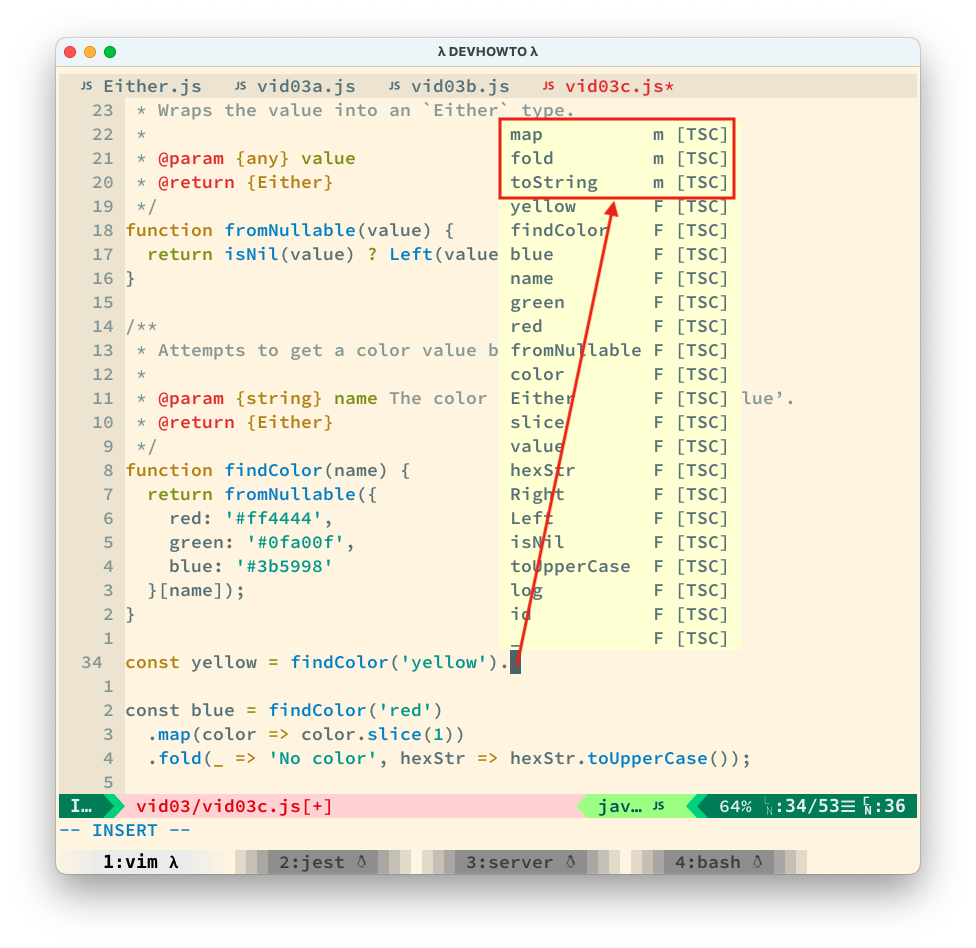 λ DEVHOWTO λ
JS Either.js JS vid03a.js JS vid03b.js JS vid03c.js*
23 * Wraps the value into an `Either` type.
22 * map m [TSC]
21 * @param {any} value fold m [TSC]
20 * @return {Either} toString m [TSC]
19 */ yellow F [TSC]
18 function fromNullable(value) { findColor F [TSC]
17 return isNil(value) ? Left(value blue F [TSC]
16 } name F [TSC]
15 green F [TSC]
14 /** red F [TSC]
13 * Attempts to get a color value b fromNullable F [TSC]
12 * color F [TSC]
11 * @param {string} name The color Either F [TSC] lue’.
10 * @return {Either} slice F [TSC]
9 */ value F [TSC]
8 function findColor(name) { hexStr F [TSC]
7 return fromNullable({ Right F [TSC]
6 red: '#ff4444', Left F [TSC]
5 green: '#0fa00f', isNil F [TSC]
4 blue: '#3b5998' toUpperCase F [TSC]
3 }[name]); log F [TSC]
2 } id F [TSC]
1 _ F [TSC]
34 const yellow = findColor('yellow').
1
2 const blue = findColor('red')
3 .map(color => color.slice(1))
4 .fold(_ => 'No color', hexStr => hexStr.toUpperCase());
5
I… vid03/vid03c.js[+] jav… JS 64% LN:34/53☰ CN:36
-- INSERT --
1:vim λ 2:jest 3:server 4:bash